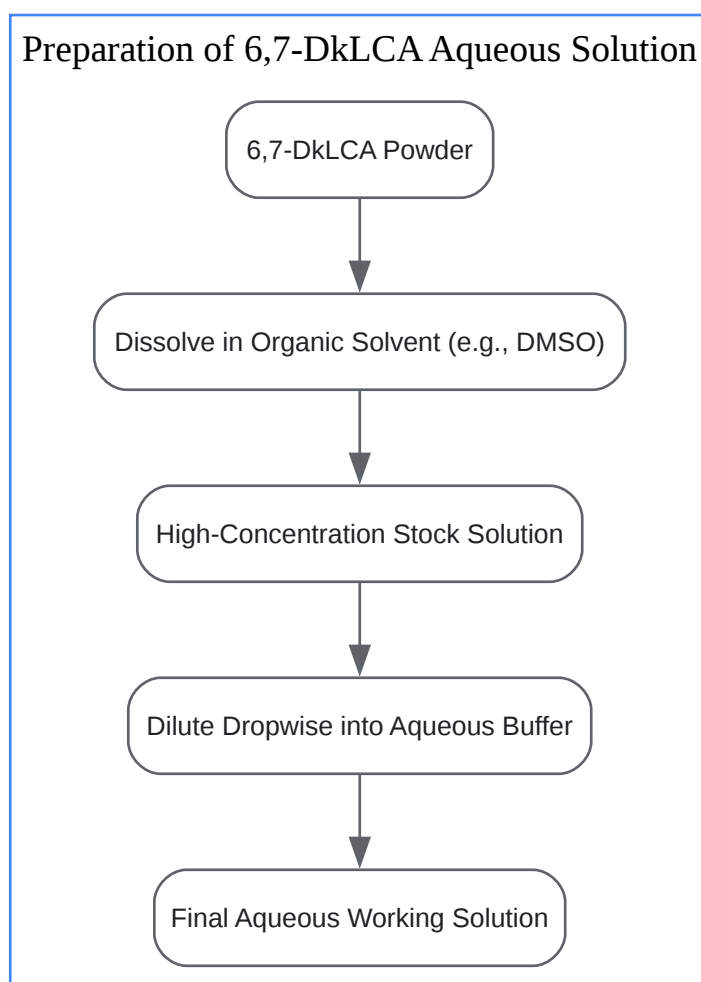 Preparation of 6,7-DkLCA Aqueous Solution
6,7-DkLCA Powder
Dissolve in Organic Solvent (e.g., DMSO)
High-Concentration Stock Solution
Dilute Dropwise into Aqueous Buffer
Final Aqueous Working Solution